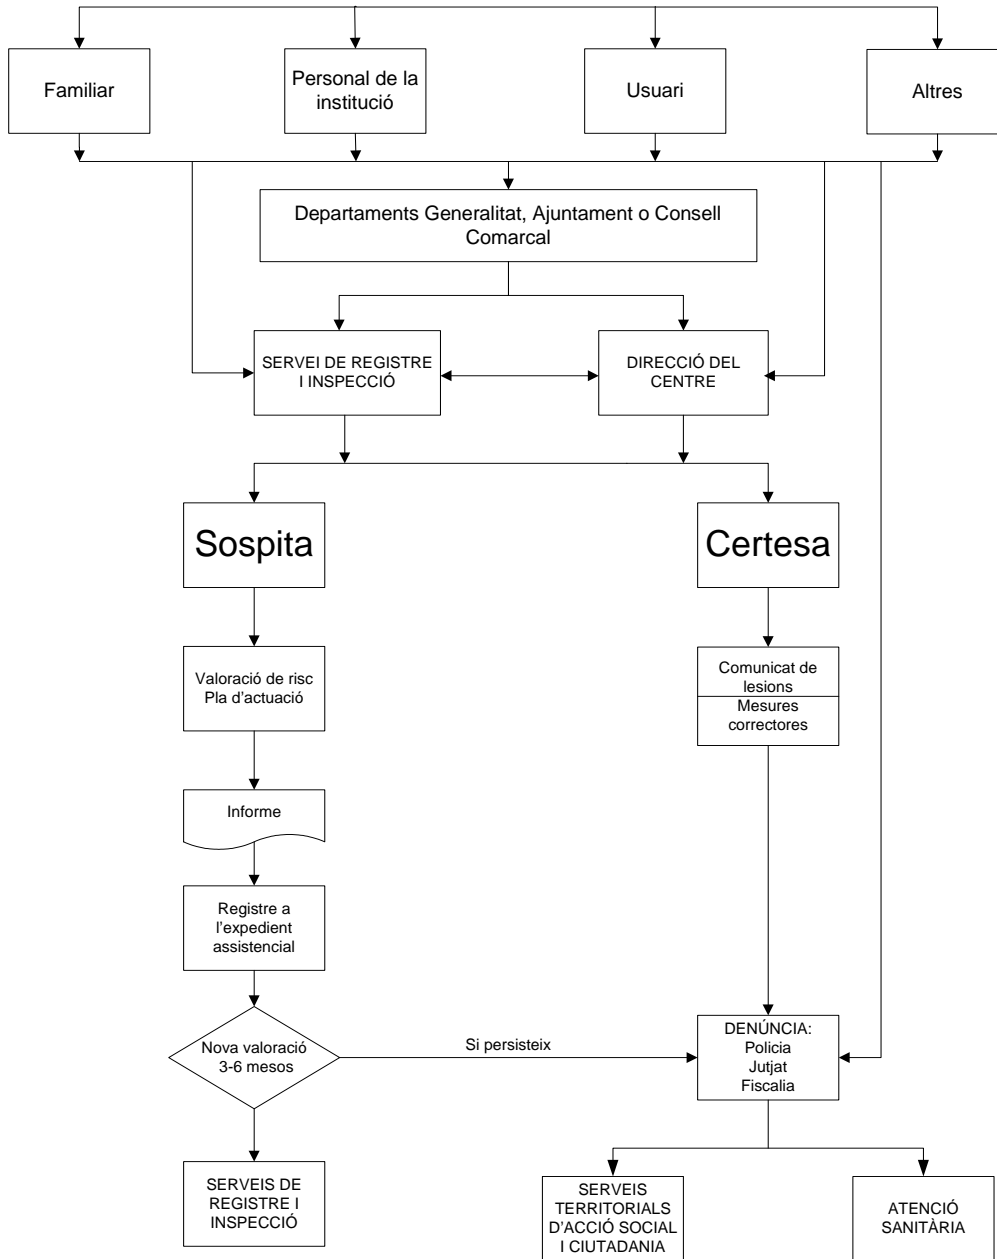 Familiar
Personal de la
institució
Usuari
Altres
Departaments Generalitat, Ajuntament o Consell
Comarcal
SERVEI DE REGISTRE
I INSPECCIÓ
DIRECCIÓ DEL
CENTRE
Sospita
Certesa
Valoració de risc
Pla d'actuació
Comunicat de
lesions
Mesures
correctores
Informe
Registre a
l'expedient
assistencial
Nova valoració
3-6 mesos
Si persisteix
DENÚNCIA:
Policia
Jutjat
Fiscalia
SERVEIS DE
REGISTRE I
INSPECCIÓ
SERVEIS
TERRITORIALS
D'ACCIÓ SOCIAL
I CIUTADANIA
ATENCIÓ
SANITÀRIA